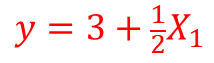 y = 3 + ½X₁